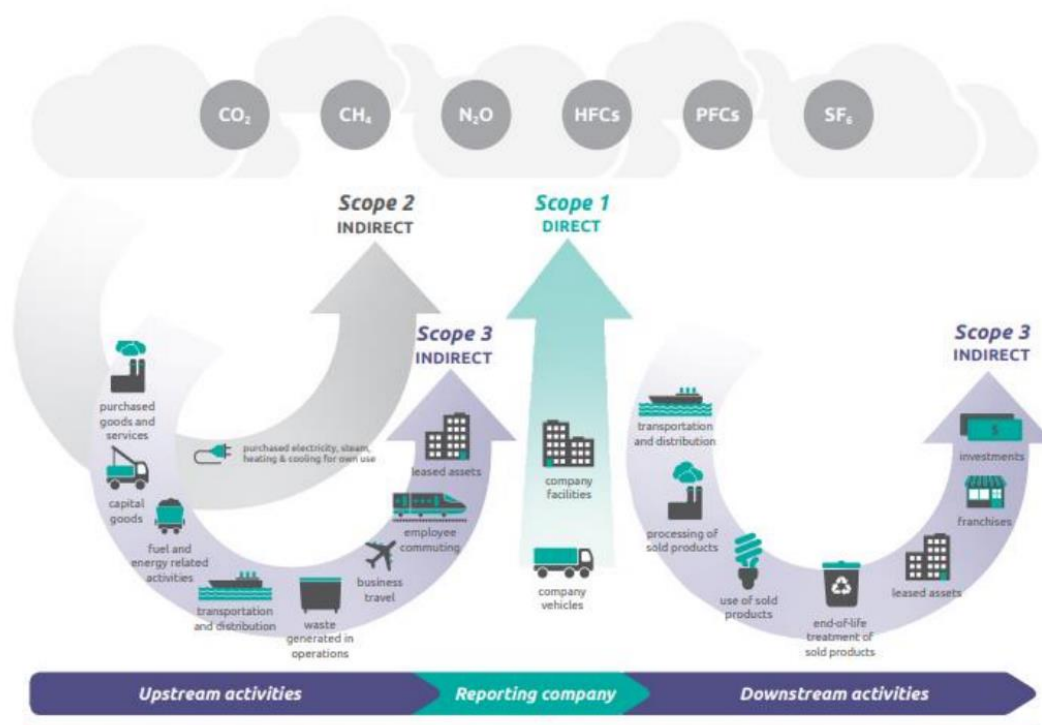 CO₂
CH₄
N₂O
HFCs
PFCs
SF₆
Scope 2
INDIRECT
Scope 1
DIRECT
Scope 3
INDIRECT
Scope 3
INDIRECT
purchased
goods and
services
capital
goods
fuel and
energy related
activities
transportation
and distribution
waste
generated in
operations
business
travel
employee
commuting
leased assets
purchased electricity, steam,
heating & cooling for own use
company
facilities
company
vehicles
transportation
and distribution
processing of
sold products
use of sold
products
end-of-life
treatment of
sold products
leased assets
franchises
investments
$
Upstream activities
Reporting company
Downstream activities